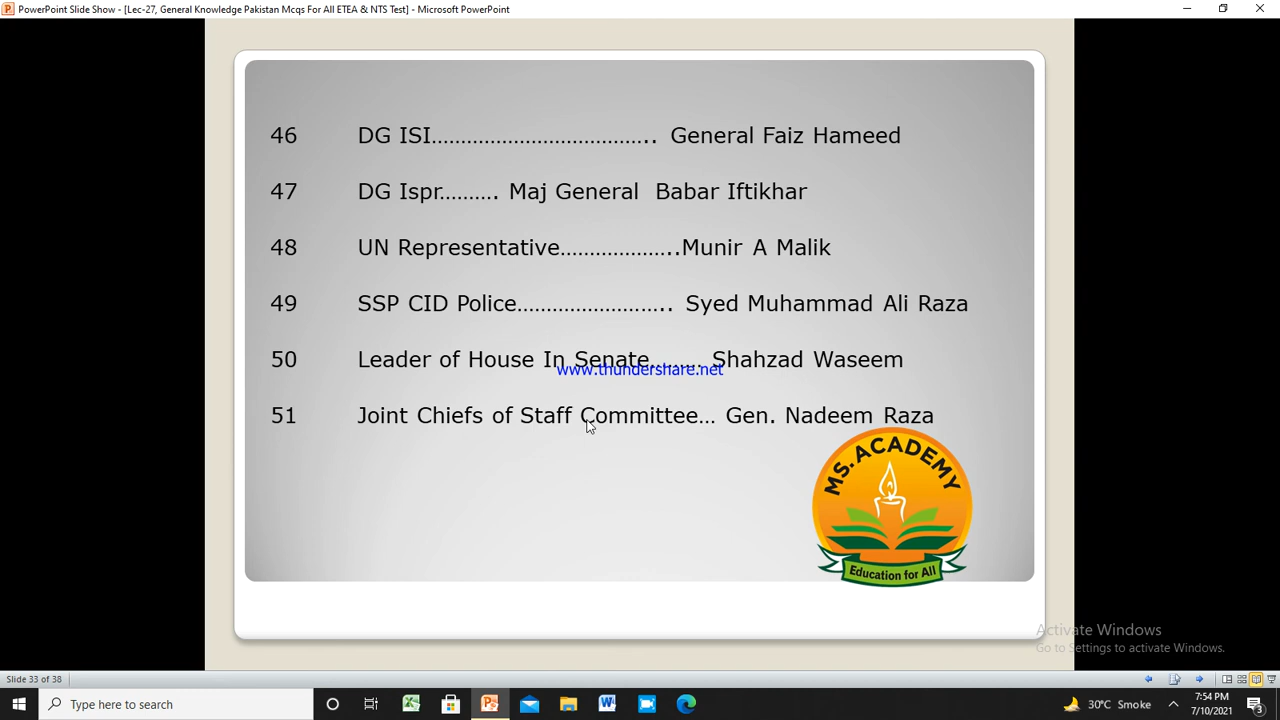 PowerPoint Slide Show - [Lec-27, General Knowledge Pakistan Mcqs For All ETEA & NTS Test] - Microsoft PowerPoint
46 DG ISI……………………………….. General Faiz Hameed
47 DG Ispr………. Maj General Babar Iftikhar
48 UN Representative………………..Munir A Malik
49 SSP CID Police…………………….. Syed Muhammad Ali Raza
50 Leader of House In Senate……… Shahzad Waseem
www.thundershare.net
51 Joint Chiefs of Staff Committee… Gen. Nadeem Raza
MS.ACADEMY
Education for All
Activate Windows
Go to Settings to activate Windows.
Slide 33 of 38
Type here to search
30°C Smoke
7:54 PM
7/10/2021
3